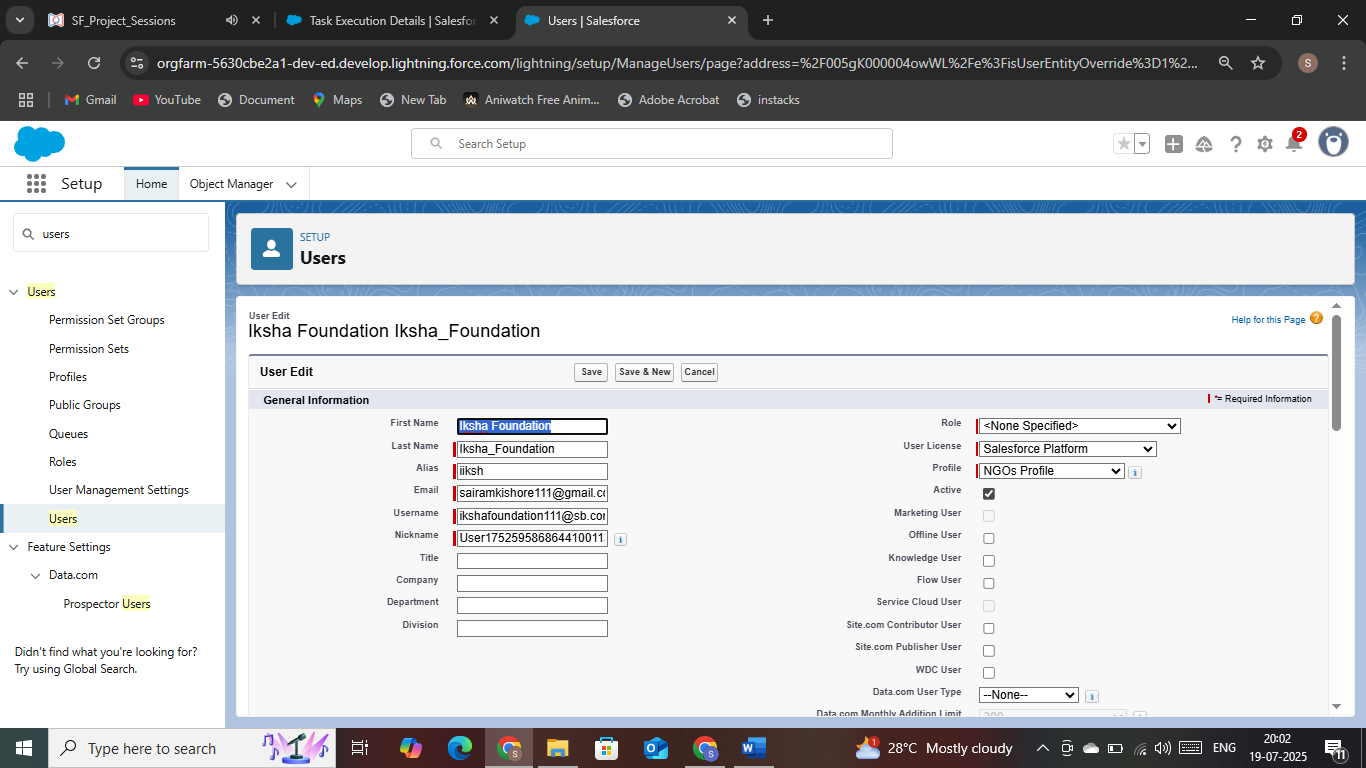 SF_Project_Sessions
Task Execution Details | Salesfor
Users | Salesforce
orgfarm-5630cbe2a1-dev-ed.develop.lightning.force.com/lightning/setup/ManageUsers/page?address=%2F005gK000004owWL%2Fe%3FisUserEntityOverride%3D1%2...
S
Gmail
YouTube
Document
Maps
New Tab
Aniwatch Free Anim...
Adobe Acrobat
instacks
Search Setup
2
Setup
Home
Object Manager
users
SETUP
Users
Users
Permission Set Groups
Permission Sets
Profiles
Public Groups
Queues
Roles
User Management Settings
Users
Feature Settings
Data.com
Prospector Users
Didn't find what you're looking for?
Try using Global Search.
User Edit
Iksha Foundation Iksha_Foundation
Help for this Page
User Edit
Save
Save & New
Cancel
General Information
= Required Information
First Name Iksha Foundation
Last Name Iksha_Foundation
Alias iiksh
Email sairamkishore111@gmail.co
Username ikshafoundation111@sb.cor
Nickname User175259586864410011
Title
Company
Department
Division
Role <None Specified>
User License Salesforce Platform
Profile NGOs Profile
Active
Marketing User
Offline User
Knowledge User
Flow User
Service Cloud User
Site.com Contributor User
Site.com Publisher User
WDC User
Data.com User Type --None--
Data.com Monthly Addition Limit
Type here to search
1
28°C Mostly cloudy
ENG
20:02
19-07-2025
11